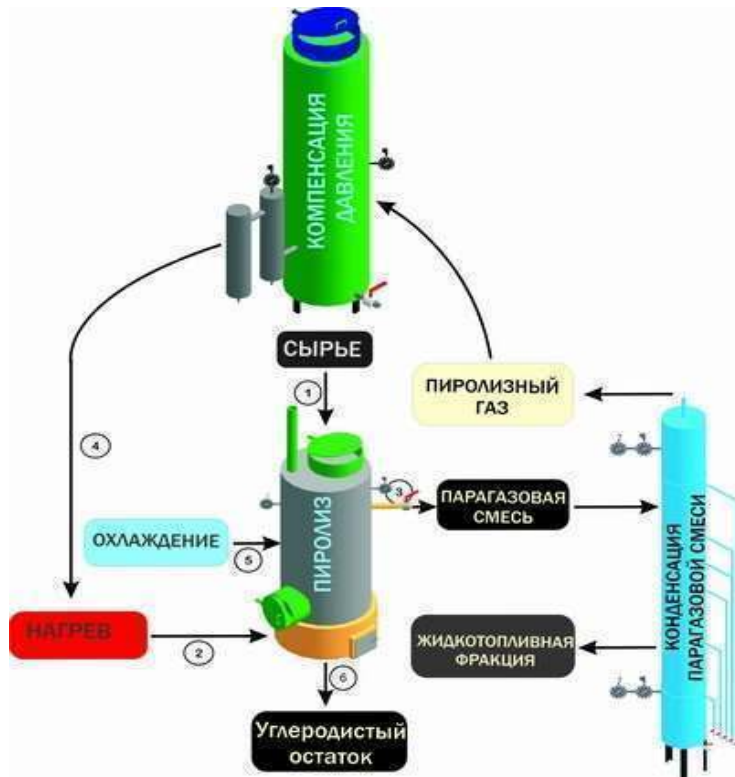 КОМПЕНСАЦИЯ
ДАВЛЕНИЯ
СЫРЬЕ
1
ПИРОЛИЗНЫЙ
ГАЗ
4
3
ПАРАГАЗОВАЯ
СМЕСЬ
ОХЛАЖДЕНИЕ
5
ПИРОЛИЗ
КОНДЕНСАЦИЯ
ПАРАГАЗОВОЙ СМЕСИ
НАГРЕВ
2
ЖИДКОТОПЛИВНАЯ
ФРАКЦИЯ
6
Углеродистый
остаток